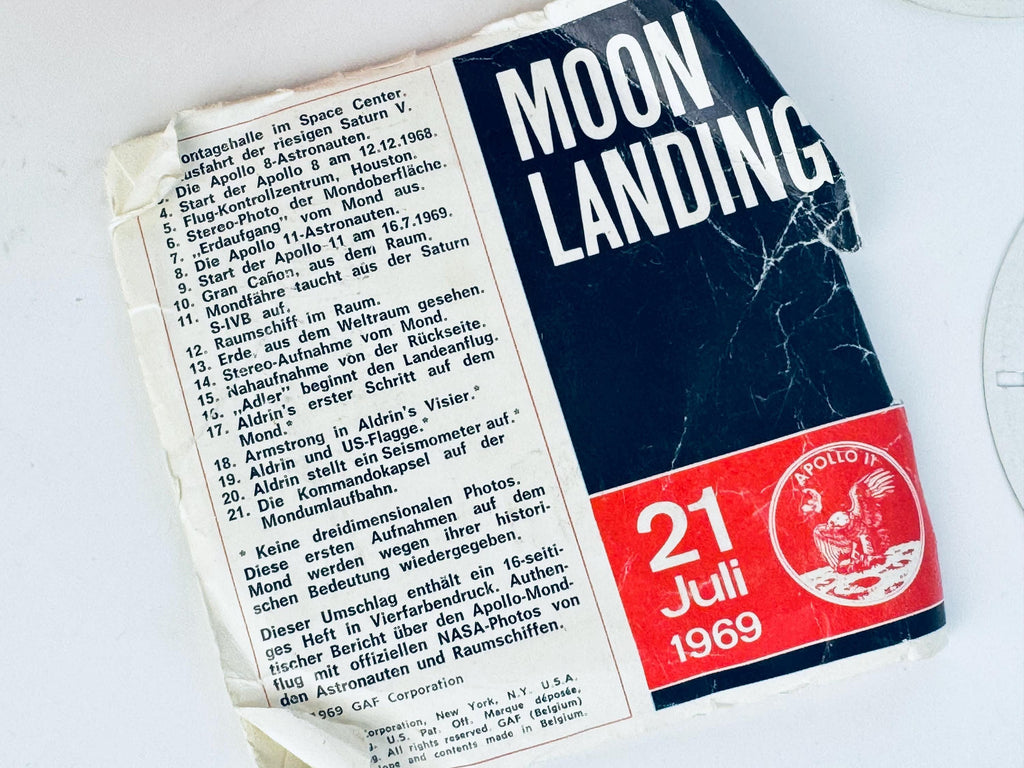 ontagehalle im Space Center.
usfahrt der riesigen Saturn V.
3. Die Apollo 8-Astronauten.
4. Start der Apollo 8 am 12.12.1968.
5. Flug-Kontrollzentrum, Houston.
6. Stereo-Photo der Mondoberfläche.
7. „Erdaufgang” vom Mond aus.
8. Die Apollo 11-Astronauten.
9. Start der Apollo-11 am 16.7.1969.
10. Gran Cañon, aus dem Raum.
11. Mondfähre taucht aus der Saturn
S-IVB auf.
12. Raumschiff im Raum.
13. Erde, aus dem Weltraum gesehen.
14. Stereo-Aufnahme vom Mond.
15. Nahaufnahme von der Rückseite.
16. „Adler” beginnt den Landeanflug.
17. Aldrin's erster Schritt auf dem
Mond.*
18. Armstrong in Aldrin's Visier.*
19. Aldrin und US-Flagge.*
20. Aldrin stellt ein Seismometer auf.*
21. Die Kommandokapsel auf der
Mondumlaufbahn.
* Keine dreidimensionalen Photos.
Diese ersten Aufnahmen auf dem
Mond werden wegen ihrer histori-
schen Bedeutung wiedergegeben.
Dieser Umschlag enthält ein 16-seiti-
ges Heft in Vierfarbendruck. Authen-
tischer Bericht über den Apollo-Mond-
flug mit offiziellen NASA-Photos von
den Astronauten und Raumschiffen.
1969 GAF Corporation
orporation, New York, N.Y. U.S.A.
U.S. Pat. Off. Marque déposée,
All rights reserved. GAF (Belgium)
and contents made in Belgium.
MOON
LANDING
21
Juli
1969
APOLLO 11